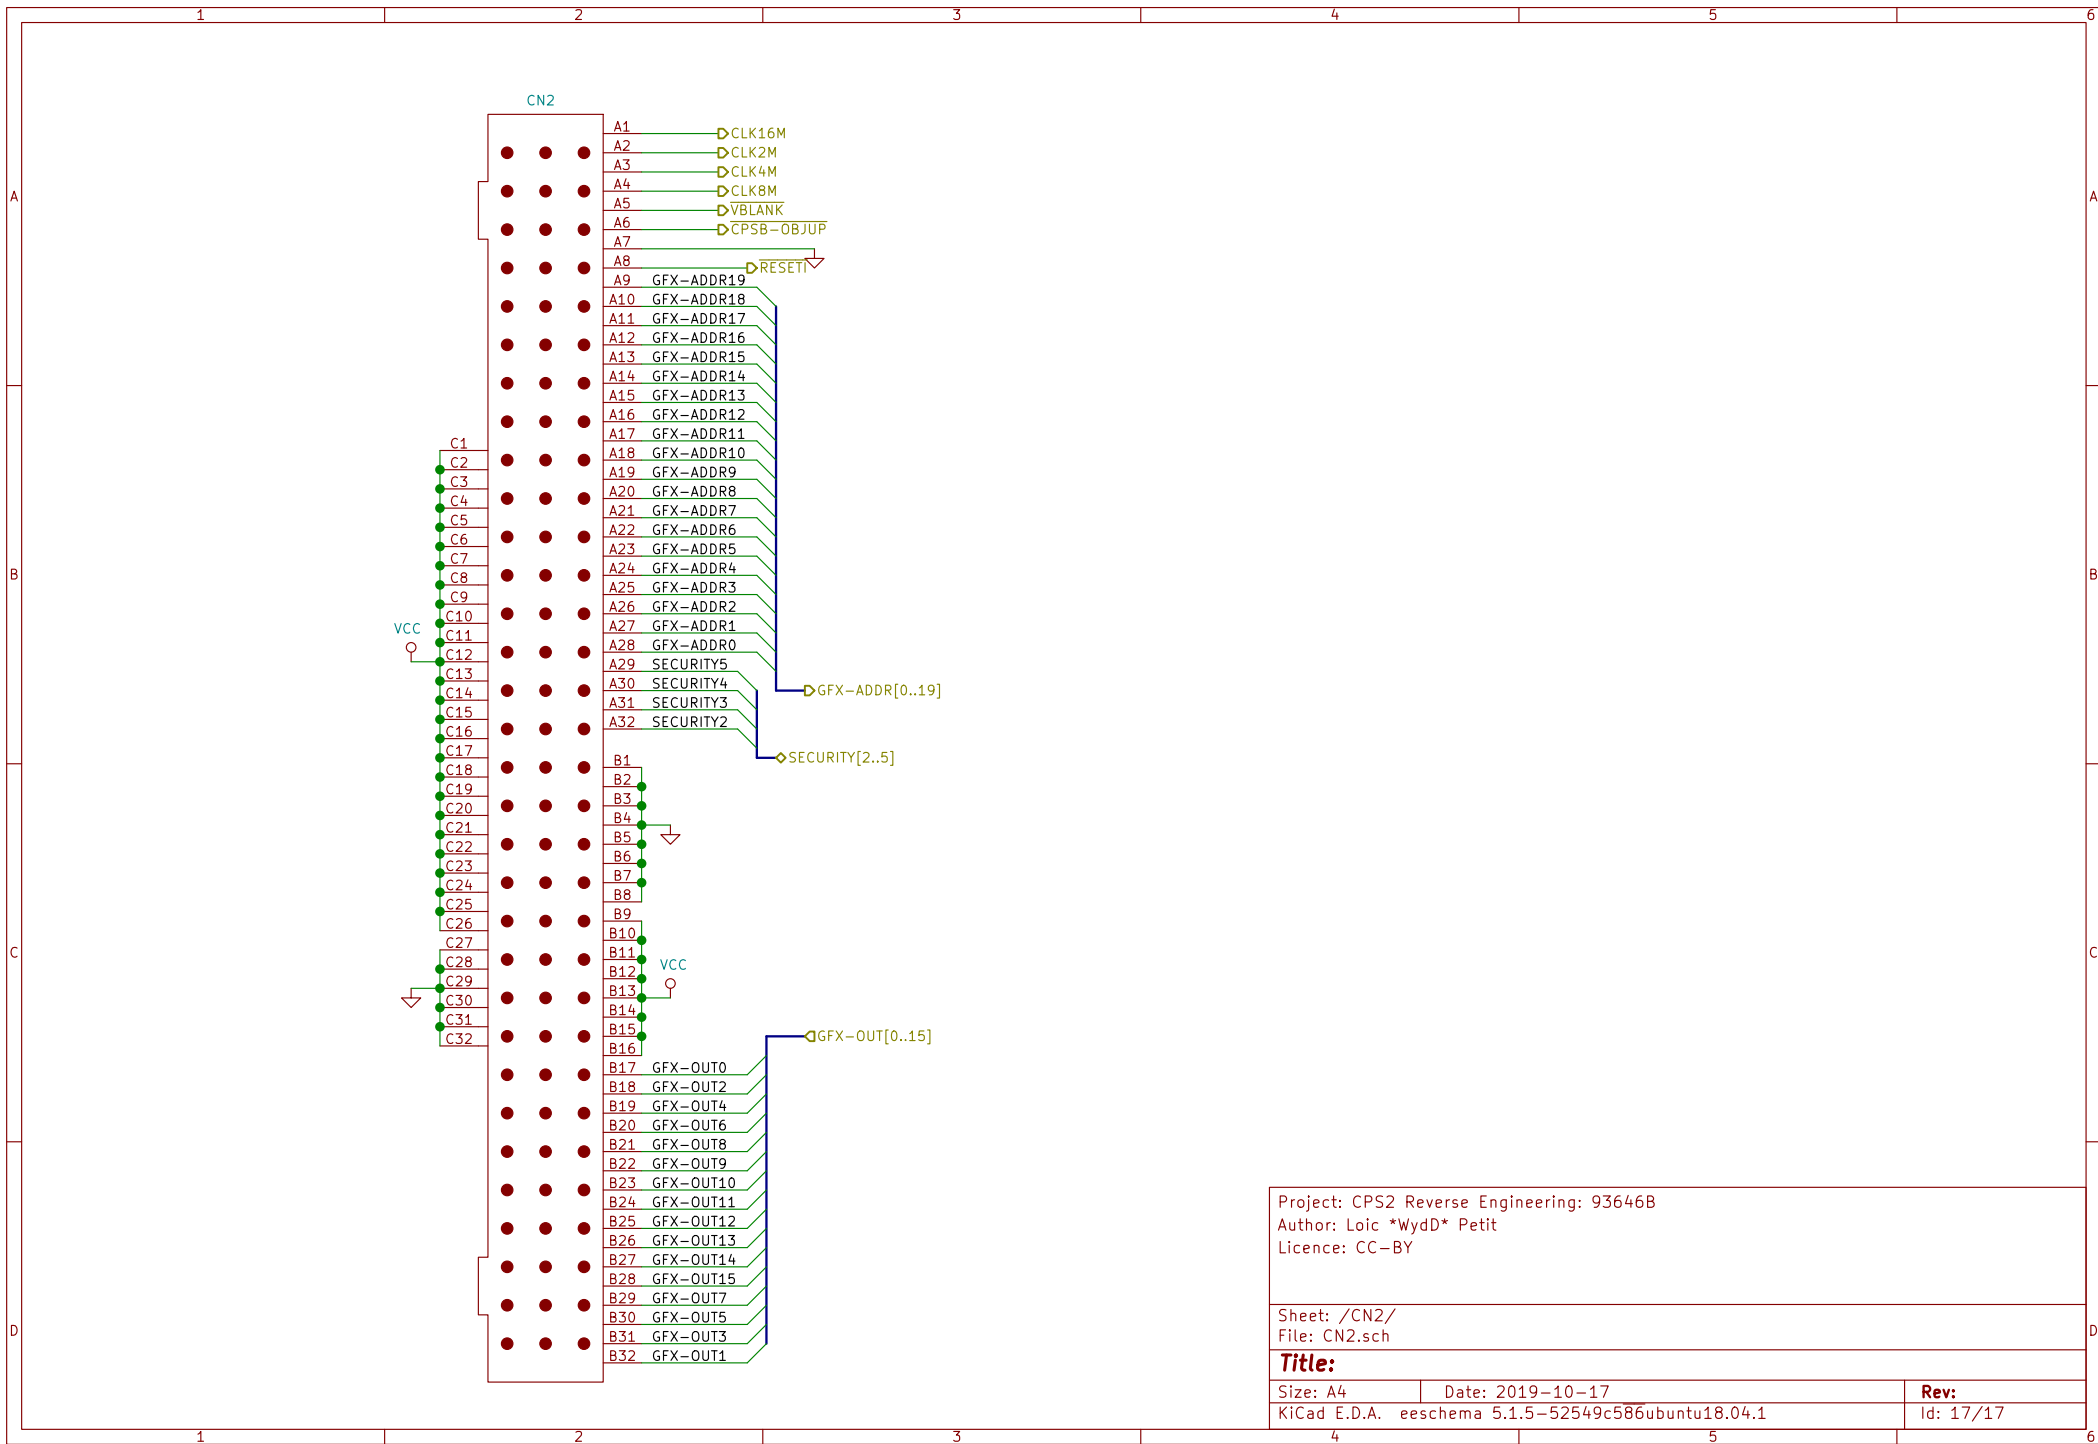 1 2 3 4 5 6
CN2
A1 CLK16M
A2 CLK2M
A3 CLK4M
A4 CLK8M
A5 VBLANK
A6 CPSB-OBJUP
A7
A8 RESETI
A9 GFX-ADDR19
A10 GFX-ADDR18
A11 GFX-ADDR17
A12 GFX-ADDR16
A13 GFX-ADDR15
A14 GFX-ADDR14
A15 GFX-ADDR13
A16 GFX-ADDR12
A17 GFX-ADDR11
A18 GFX-ADDR10
A19 GFX-ADDR9
A20 GFX-ADDR8
A21 GFX-ADDR7
A22 GFX-ADDR6
A23 GFX-ADDR5
A24 GFX-ADDR4
A25 GFX-ADDR3
A26 GFX-ADDR2
A27 GFX-ADDR1
A28 GFX-ADDR0
A29 SECURITY5
A30 SECURITY4
A31 SECURITY3
A32 SECURITY2
GFX-ADDR[0..19]
SECURITY[2..5]
B1
B2
B3
B4
B5
B6
B7
B8
B9
B10
B11
B12
B13
B14
B15
B16
VCC
GFX-OUT[0..15]
B17 GFX-OUT0
B18 GFX-OUT2
B19 GFX-OUT4
B20 GFX-OUT6
B21 GFX-OUT8
B22 GFX-OUT9
B23 GFX-OUT10
B24 GFX-OUT11
B25 GFX-OUT12
B26 GFX-OUT13
B27 GFX-OUT14
B28 GFX-OUT15
B29 GFX-OUT7
B30 GFX-OUT5
B31 GFX-OUT3
B32 GFX-OUT1
C1
C2
C3
C4
C5
C6
C7
C8
C9
C10
C11
C12
C13
C14
C15
C16
C17
C18
C19
C20
C21
C22
C23
C24
C25
C26
C27
C28
C29
C30
C31
C32
VCC
A A
B B
C C
D D
Project: CPS2 Reverse Engineering: 93646B
Author: Loic *WydD* Petit
Licence: CC-BY
Sheet: /CN2/
File: CN2.sch
Title:
Size: A4 Date: 2019-10-17 Rev:
KiCad E.D.A. eeschema 5.1.5-52549c586ubuntu18.04.1 Id: 17/17
1 2 3 4 5 6